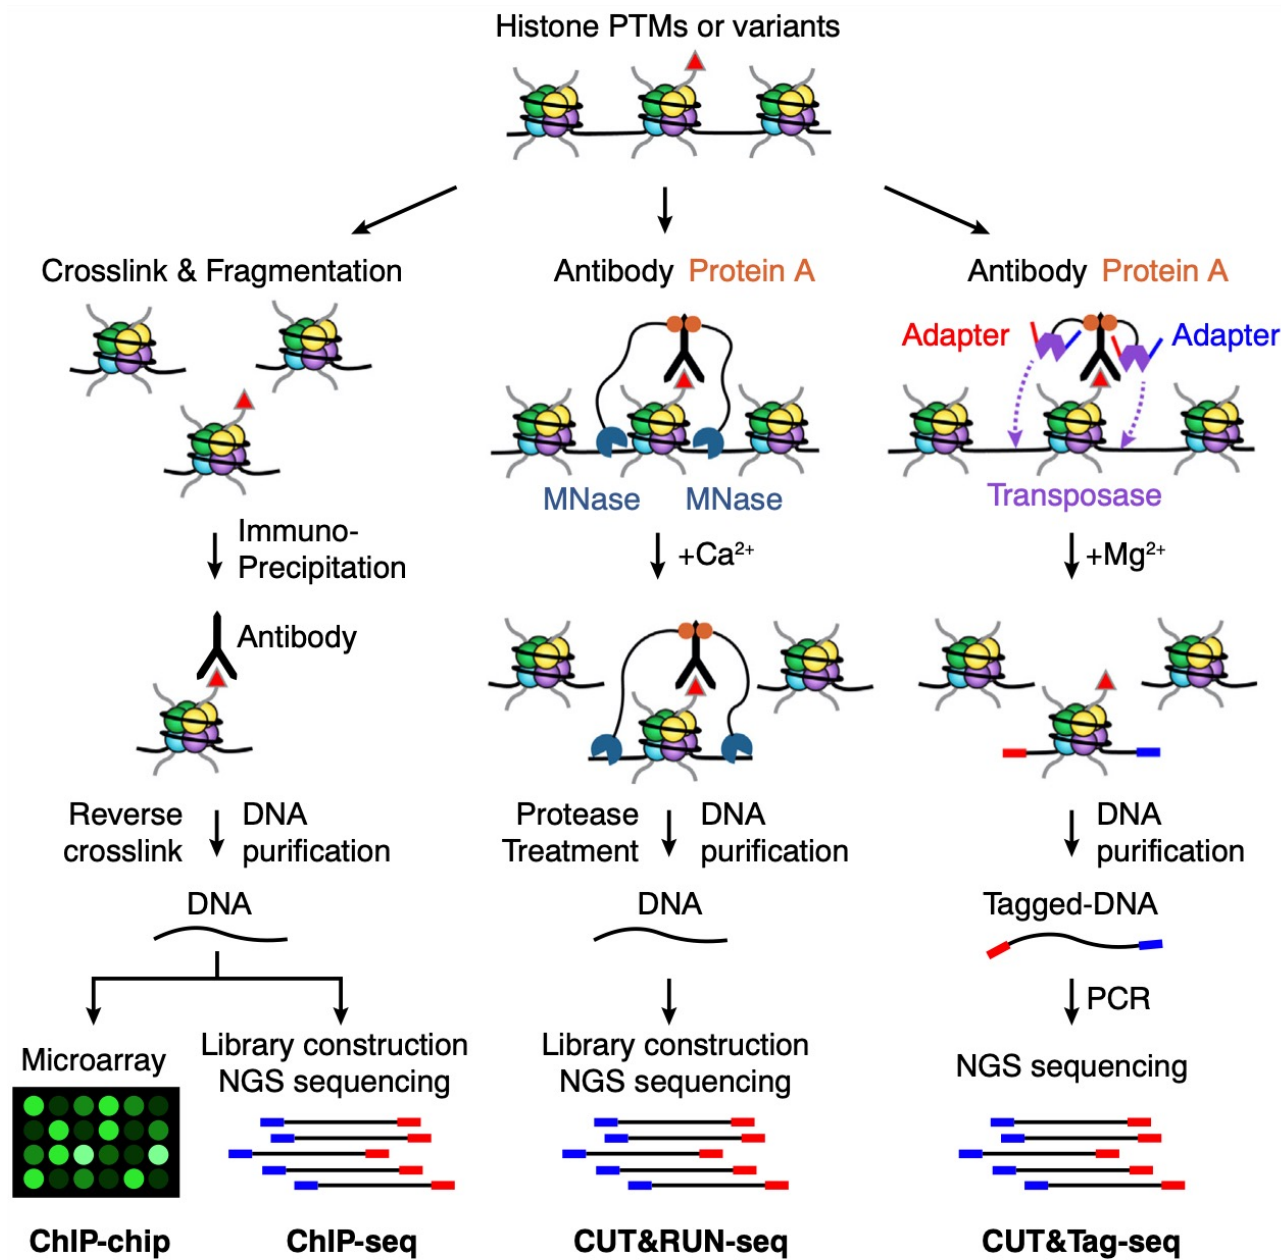 Histone PTMs or variants
Crosslink & Fragmentation
Immuno-
Precipitation
Antibody
Reverse
crosslink
DNA
purification
DNA
Microarray
Library construction
NGS sequencing
ChIP-chip
ChIP-seq
Antibody Protein A
MNase MNase
+Ca²⁺
Protease
Treatment
DNA
purification
DNA
Library construction
NGS sequencing
CUT&RUN-seq
Antibody Protein A
Adapter Adapter
Transposase
+Mg²⁺
DNA
purification
Tagged-DNA
PCR
NGS sequencing
CUT&Tag-seq